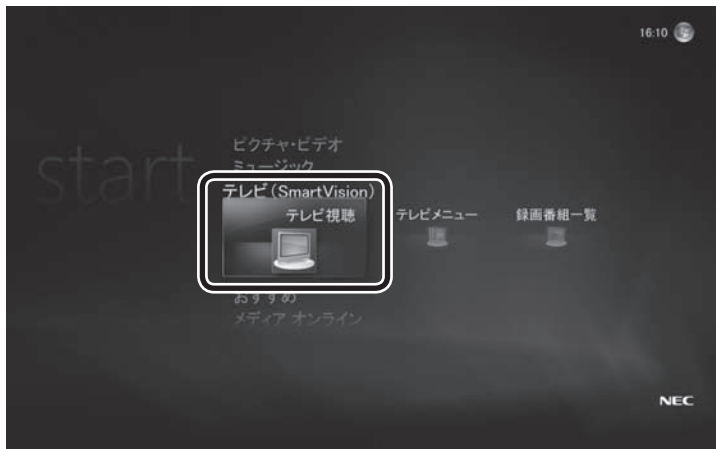 16:10
start
ピクチャ・ビデオ
ミュージック
テレビ(SmartVision)
テレビ視聴
テレビメニュー
録画番組一覧
おすすめ
メディア オンライン
NEC